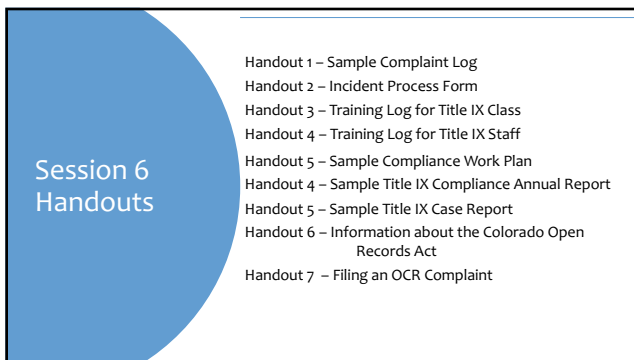 Session 6
Handouts
Handout 1 – Sample Complaint Log
Handout 2 – Incident Process Form
Handout 3 – Training Log for Title IX Class
Handout 4 – Training Log for Title IX Staff
Handout 5 – Sample Compliance Work Plan
Handout 4 – Sample Title IX Compliance Annual Report
Handout 5 – Sample Title IX Case Report
Handout 6 – Information about the Colorado Open
Records Act
Handout 7 – Filing an OCR Complaint